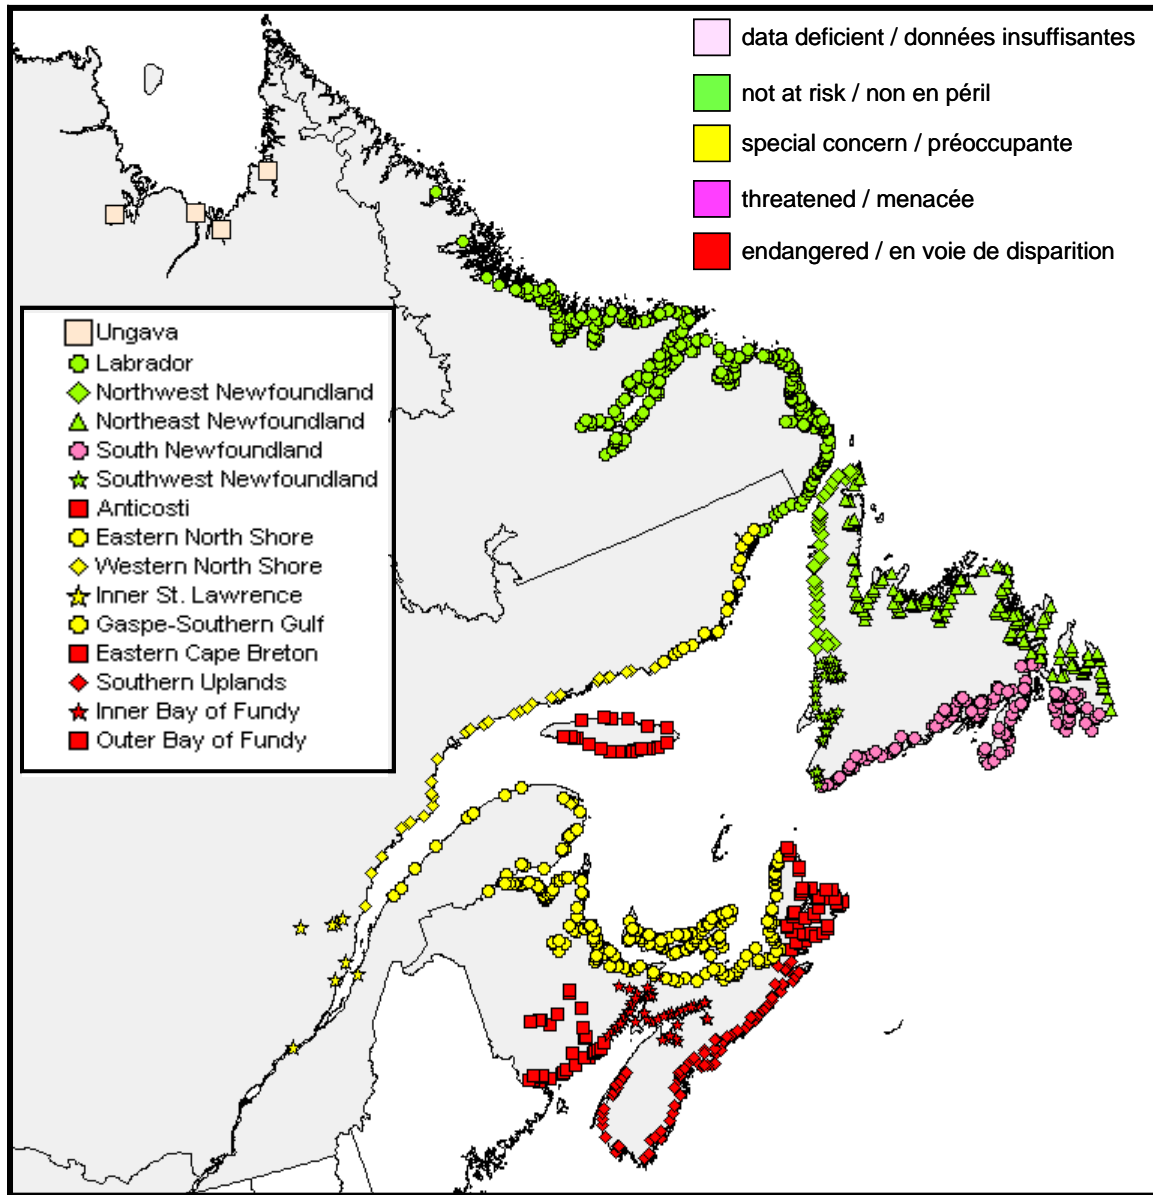 data deficient / données insuffisantes
not at risk / non en péril
special concern / préoccupante
threatened / menacée
endangered / en voie de disparition
Ungava
Labrador
Northwest Newfoundland
Northeast Newfoundland
South Newfoundland
Southwest Newfoundland
Anticosti
Eastern North Shore
Western North Shore
Inner St. Lawrence
Gaspe-Southern Gulf
Eastern Cape Breton
Southern Uplands
Inner Bay of Fundy
Outer Bay of Fundy